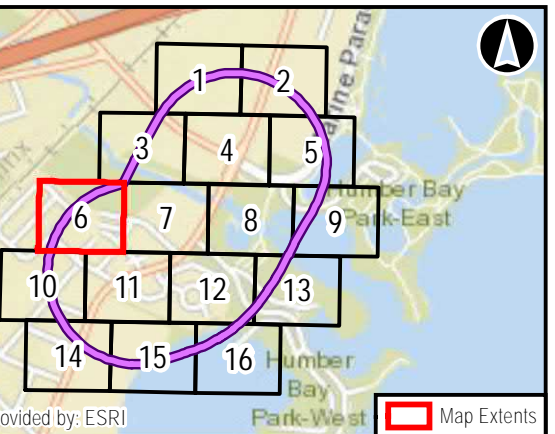 1 2
3 4 5
6 7 8 9
10 11 12 13
14 15 16
Humber Bay
Park-East
Humber
Bay
Park-West
ovided by: ESRI
Map Extents